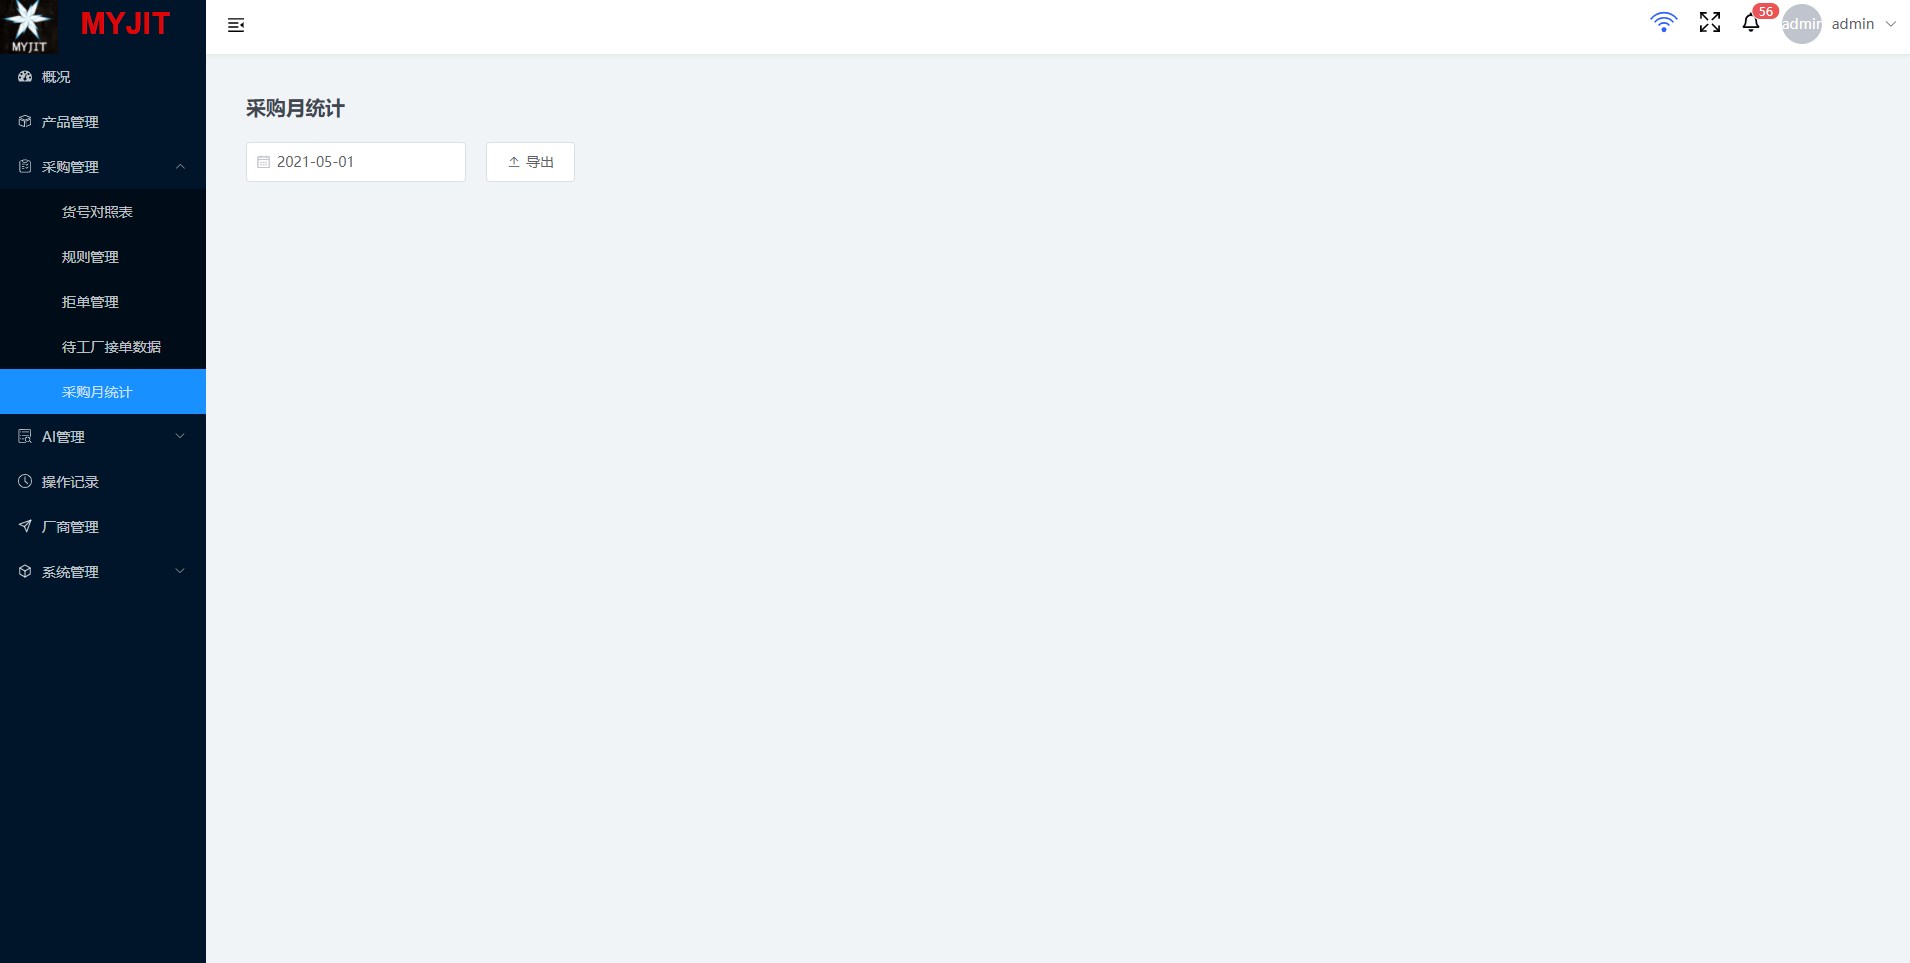 MYJIT
MYJIT
56
admin
admin
概况
产品管理
采购管理
货号对照表
规则管理
拒单管理
待工厂接单数据
采购月统计
AI管理
操作记录
厂商管理
系统管理
采购月统计
2021-05-01
导出